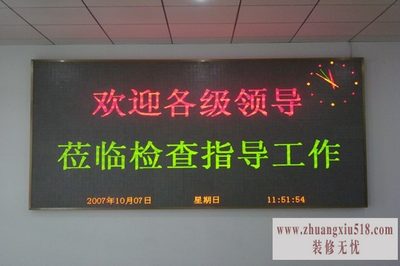 欢迎各级领导
莅临检查指导工作
2007年10月07日 星期日 11:51:54
www.zhuangxiu518.com
装修无忧